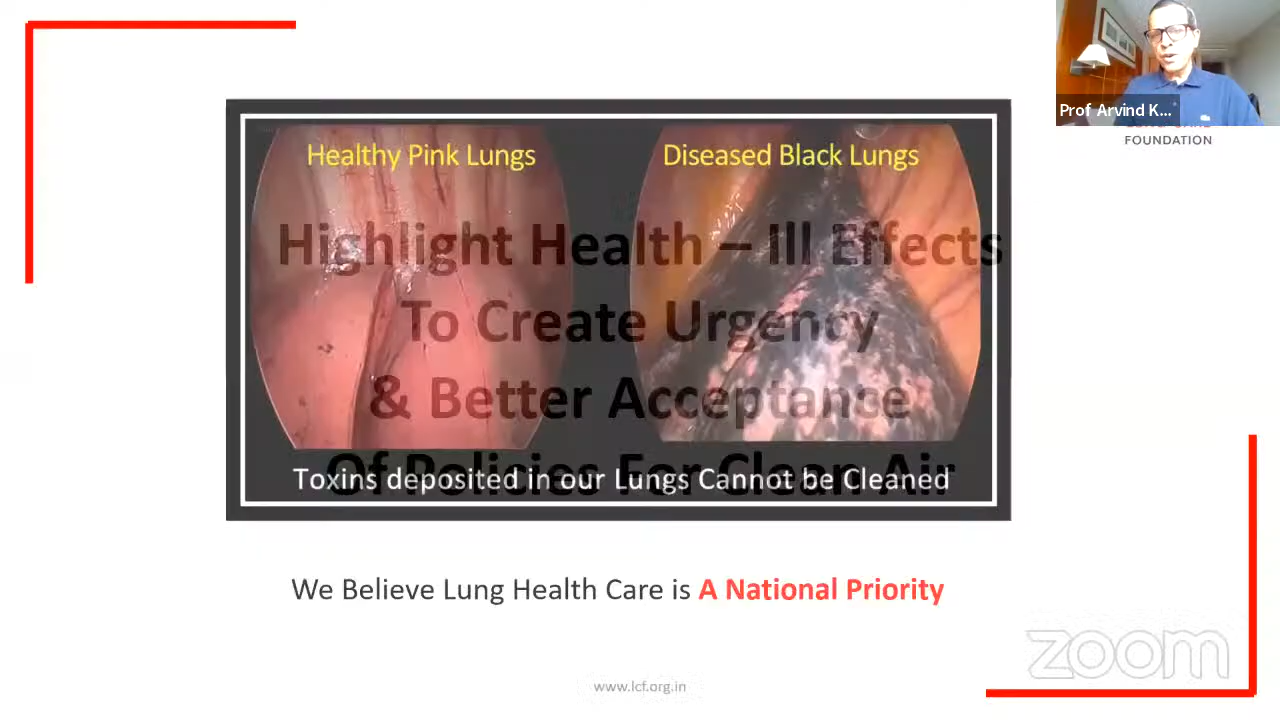 Prof Arvind K...
FOUNDATION
Healthy Pink Lungs
Diseased Black Lungs
Highlight Health – Ill Effects
To Create Urgency
& Better Acceptance
Of Policies For Clean Air
Toxins deposited in our Lungs Cannot be Cleaned
We Believe Lung Health Care is A National Priority
zoom
www.lcf.org.in